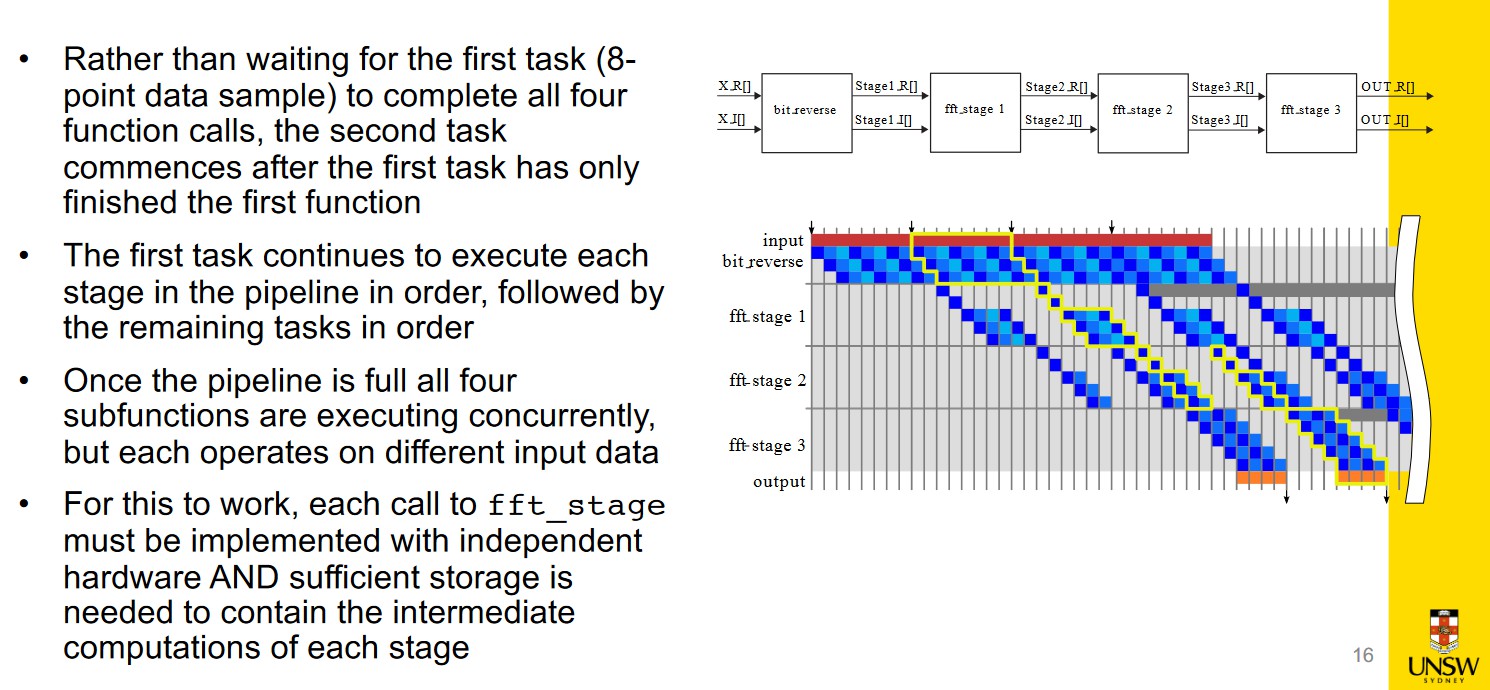 • Rather than waiting for the first task (8-
point data sample) to complete all four
function calls, the second task
commences after the first task has only
finished the first function
• The first task continues to execute each
stage in the pipeline in order, followed by
the remaining tasks in order
• Once the pipeline is full all four
subfunctions are executing concurrently,
but each operates on different input data
• For this to work, each call to fft_stage
must be implemented with independent
hardware AND sufficient storage is
needed to contain the intermediate
computations of each stage
X_R[]
X_I[]
bit_reverse
Stage1_R[]
Stage1_I[]
fft_stage 1
Stage2_R[]
Stage2_I[]
fft_stage 2
Stage3_R[]
Stage3_I[]
fft_stage 3
OUT_R[]
OUT_I[]
input
bit_reverse
fft_stage 1
fft-stage 2
fft-stage 3
output
16
UNSW
SYDNEY